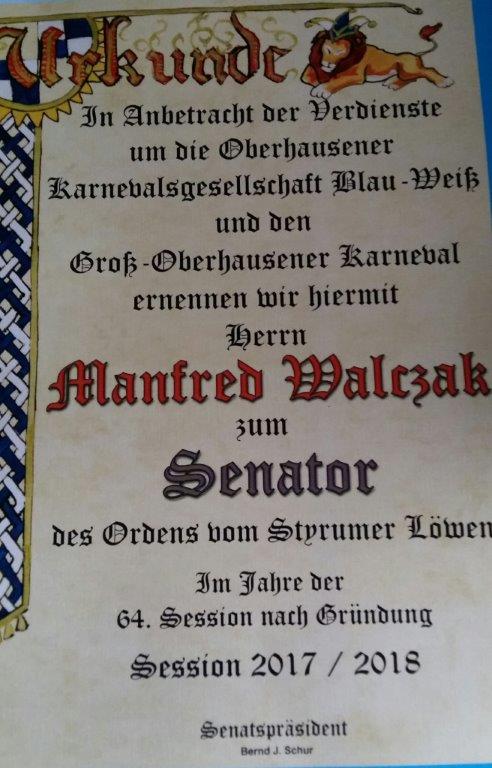 Urkunde
In Anbetracht der Verdienste
um die Oberhausener
Karnevalsgesellschaft Blau-Weiß
und den
Groß-Oberhausener Karneval
ernennen wir hiermit
Herrn
Manfred Walczak
zum
Senator
des Ordens vom Styrumer Löwen
Im Jahre der
64. Session nach Gründung
Session 2017 / 2018
Senatspräsident
Bernd J. Schur